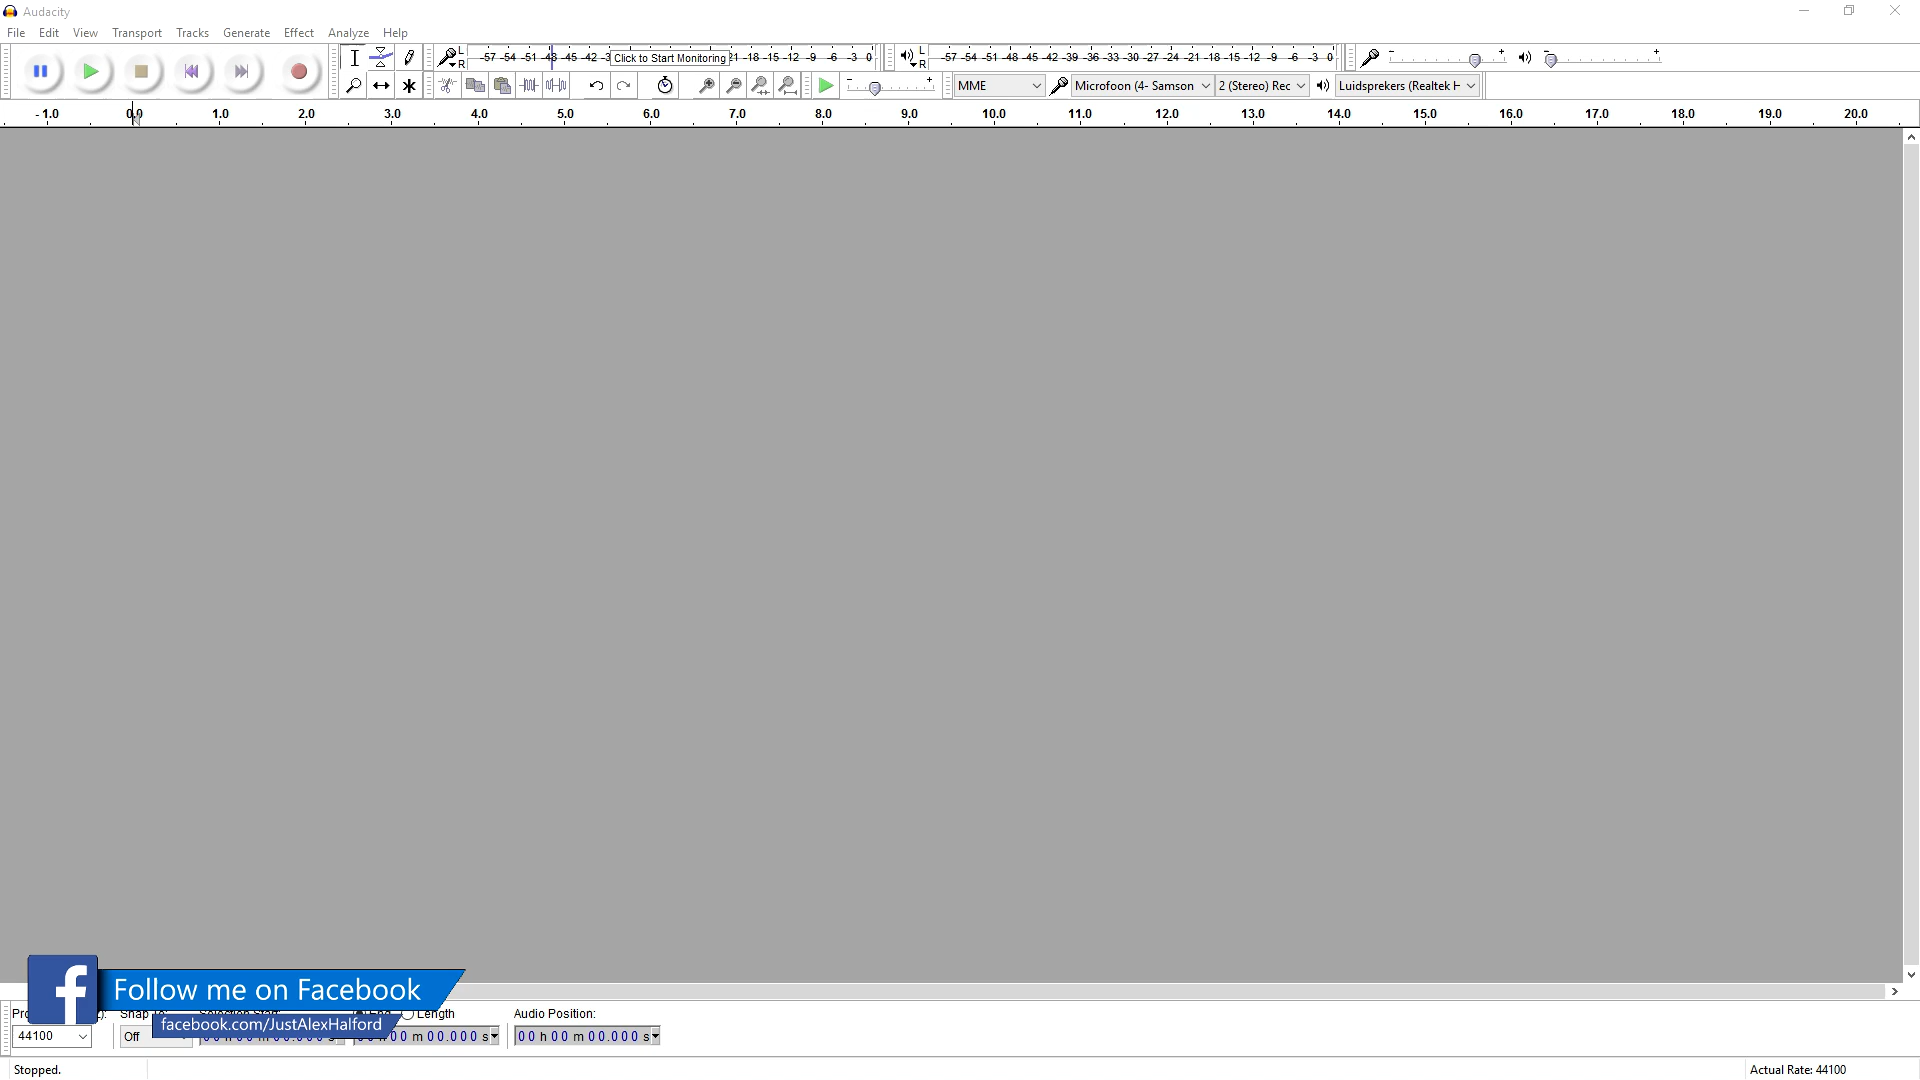 Audacity
File Edit View Transport Tracks Generate Effect Analyze Help
L R -57 -54 -51 -48 -45 -42 -3 Click to Start Monitoring 21 -18 -15 -12 -9 -6 -3 0 L R -57 -54 -51 -48 -45 -42 -39 -36 -33 -30 -27 -24 -21 -18 -15 -12 -9 -6 -3 0 - + - +
- + MME Microfoon (4- Samson 2 (Stereo) Rec Luidsprekers (Realtek H
-1.0 0.0 1.0 2.0 3.0 4.0 5.0 6.0 7.0 8.0 9.0 10.0 11.0 12.0 13.0 14.0 15.0 16.0 17.0 18.0 19.0 20.0
f Follow me on Facebook
Snap Length Audio Position:
facebook.com/JustAlexHalford
44100 Off 00 m 00.000 s 00 h 00 m 00.000 s
Stopped. Actual Rate: 44100